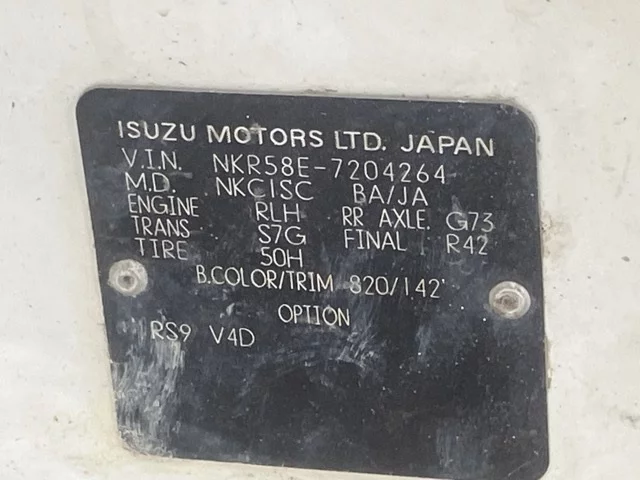 ISUZU MOTORS LTD. JAPAN
V.I.N. NKR58E-7204264
M.D. NKCISC BA/JA
ENGINE RLH RR AXLE. G73
TRANS S7G FINAL R42
TIRE 50H
B.COLOR/TRIM 820/142
OPTION
RS9 V4D